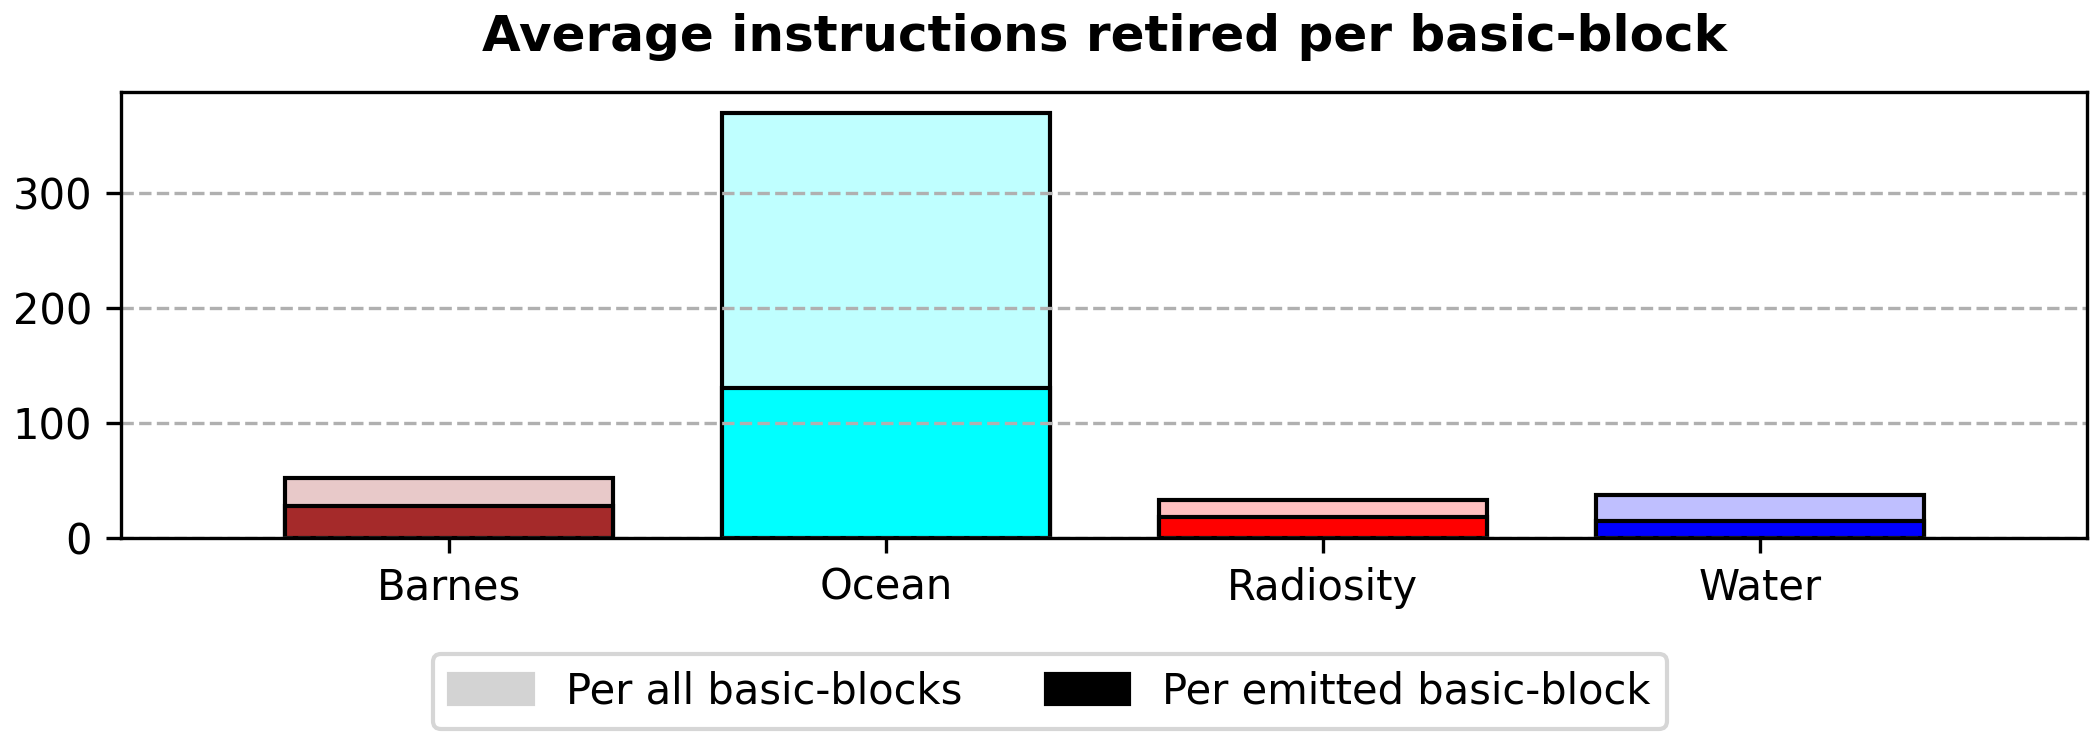 Average instructions retired per basic-block
300
200
100
0
Barnes Ocean Radiosity Water
Per all basic-blocks Per emitted basic-block